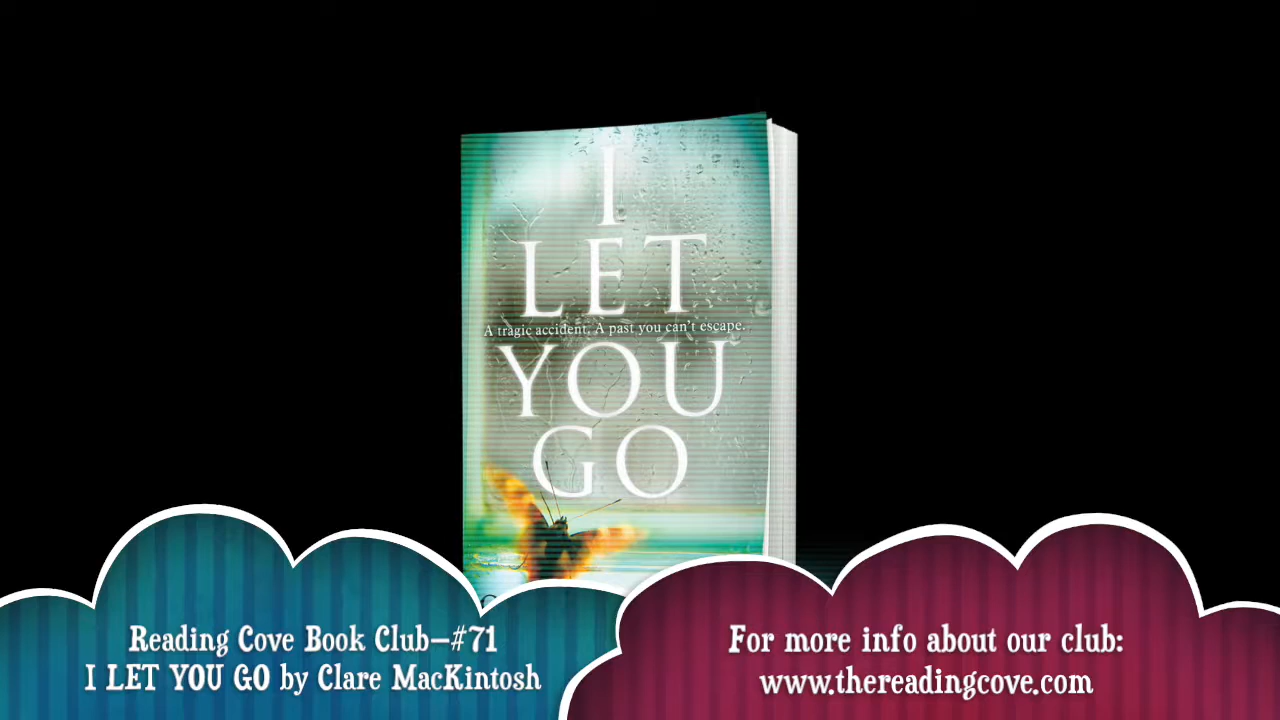 I
LET
A tragic accident. A past you can't escape.
YOU
GO
Reading Cove Book Club—#71
I LET YOU GO by Clare MacKintosh
For more info about our club:
www.thereadingcove.com